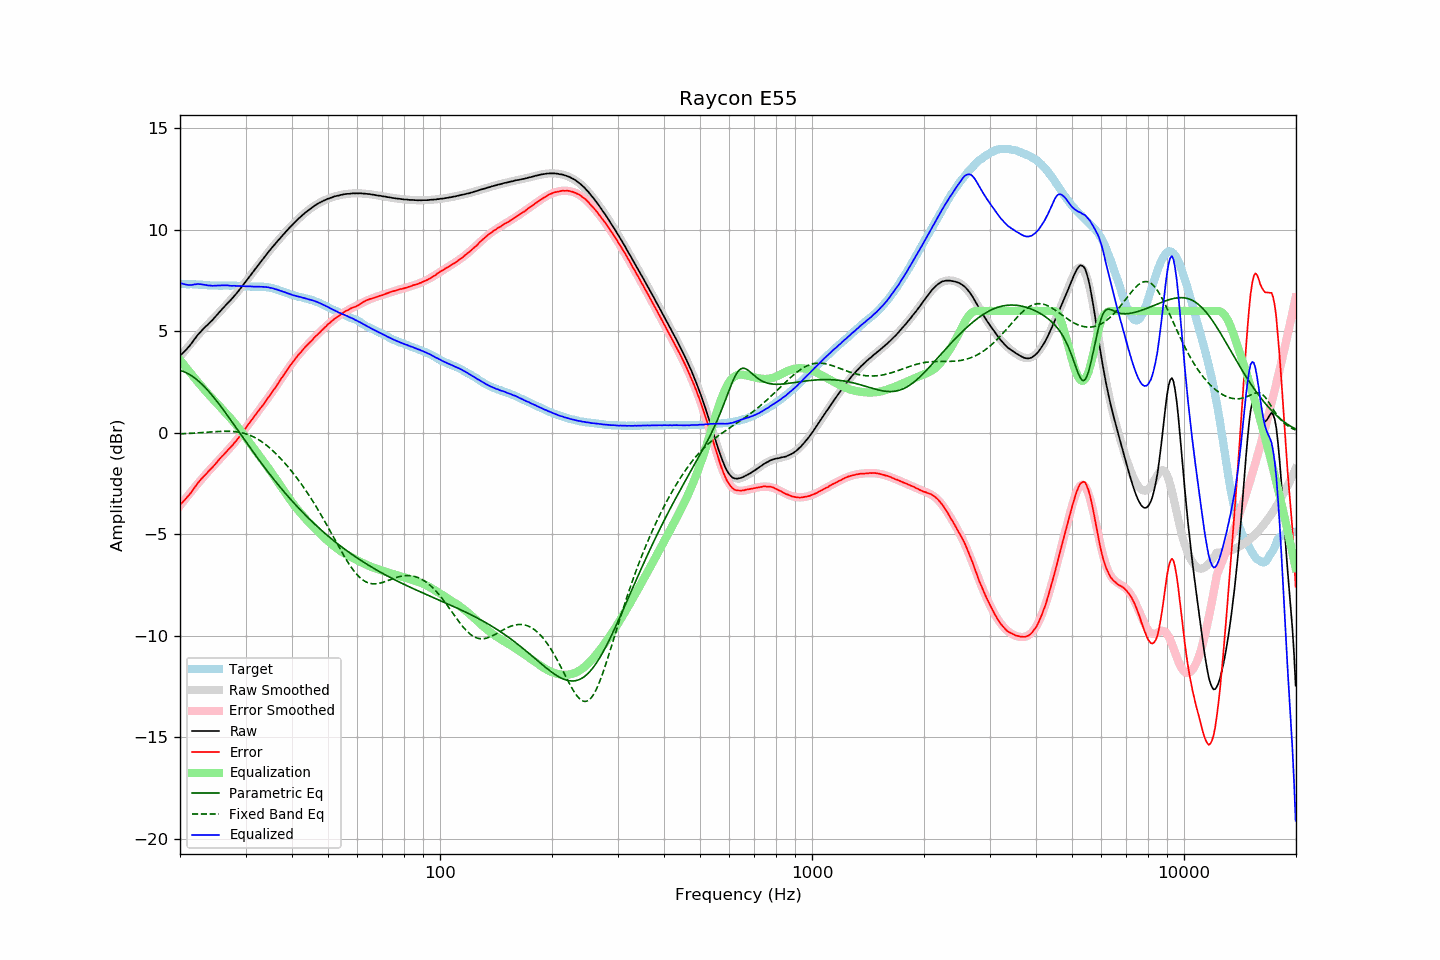 Raycon E55
15
10
5
0
−5
−10
−15
−20
Amplitude (dBr)
Target
Raw Smoothed
Error Smoothed
Raw
Error
Equalization
Parametric Eq
Fixed Band Eq
Equalized
100
1000
10000
Frequency (Hz)